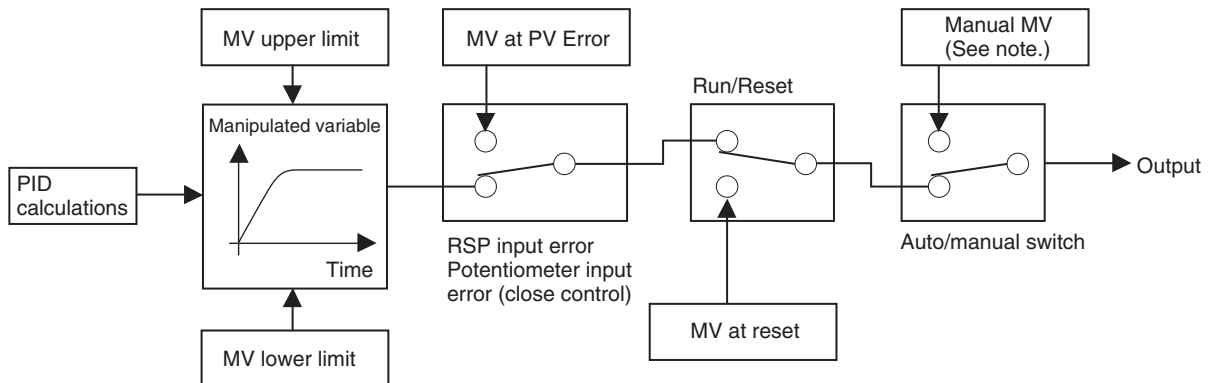 MV upper limit
MV at PV Error
Manual MV
(See note.)
Run/Reset
Manipulated variable
PID
calculations
Time
Output
RSP input error
Potentiometer input
error (close control)
Auto/manual switch
MV at reset
MV lower limit